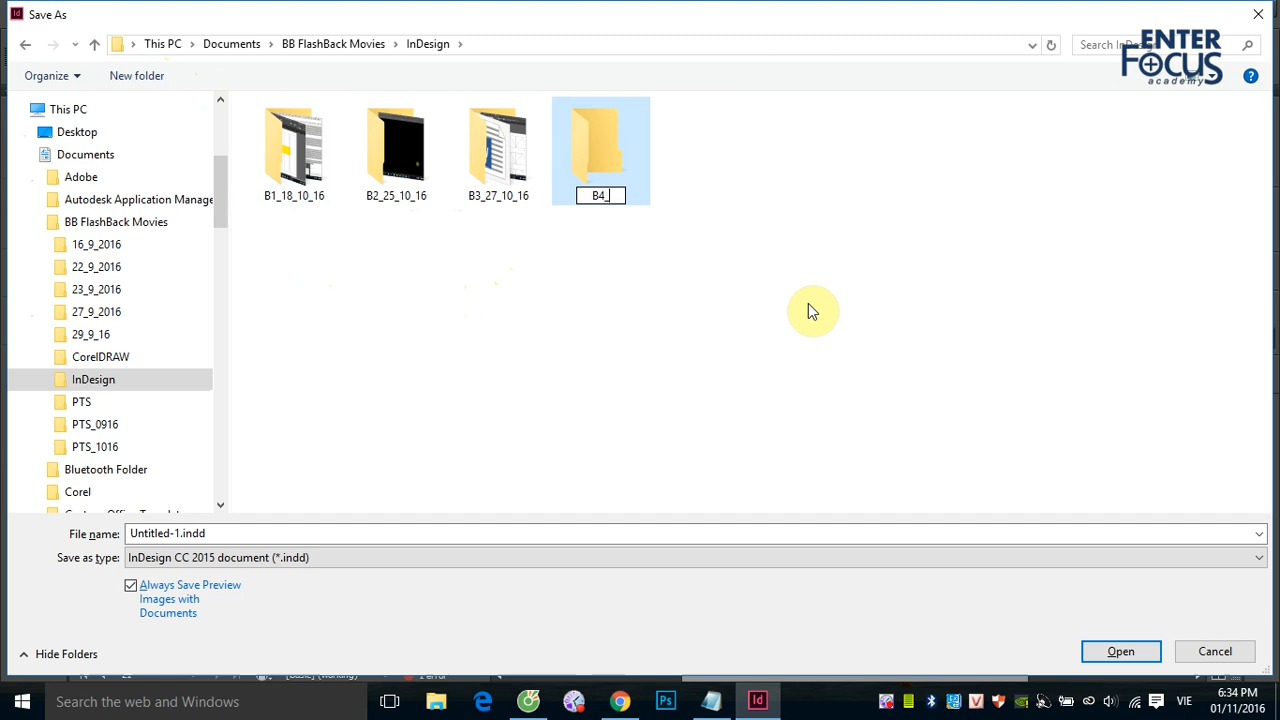 Save As
This PC
Documents
BB FlashBack Movies
InDesign
Search InDesign
ENTER
FOCUS
academy
Organize
New folder
This PC
Desktop
Documents
Adobe
Autodesk Application Manage
BB FlashBack Movies
16_9_2016
22_9_2016
23_9_2016
27_9_2016
29_9_16
CorelDRAW
InDesign
PTS
PTS_0916
PTS_1016
Bluetooth Folder
Corel
B1_18_10_16
B2_25_10_16
B3_27_10_16
B4_
File name:
Untitled-1.indd
Save as type:
InDesign CC 2015 document (*.indd)
Always Save Preview
Images with
Documents
Hide Folders
Open
Cancel
Search the web and Windows
VIE
6:34 PM
01/11/2016